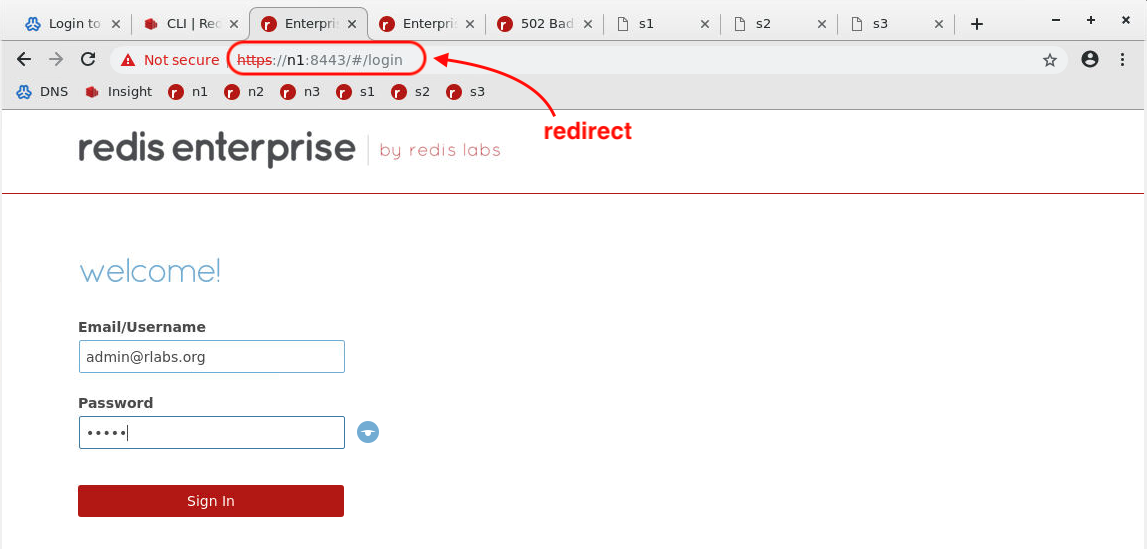 Login to CLI | Rec Enterpris Enterpris 502 Bad s1 s2 s3
Not secure | https://n1:8443/#/login
DNS Insight n1 n2 n3 s1 s2 s3
redirect
redis enterprise | by redis labs
welcome!
Email/Username
admin@rlabs.org
Password
•••••
Sign In